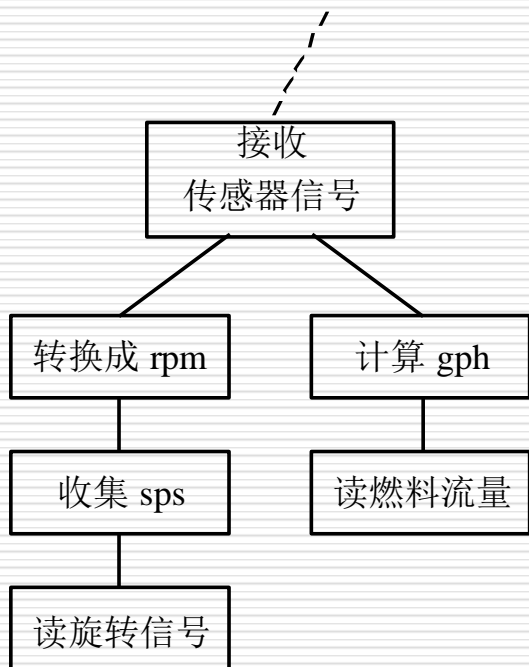 接收
传感器信号
转换成 rpm
计算 gph
收集 sps
读燃料流量
读旋转信号